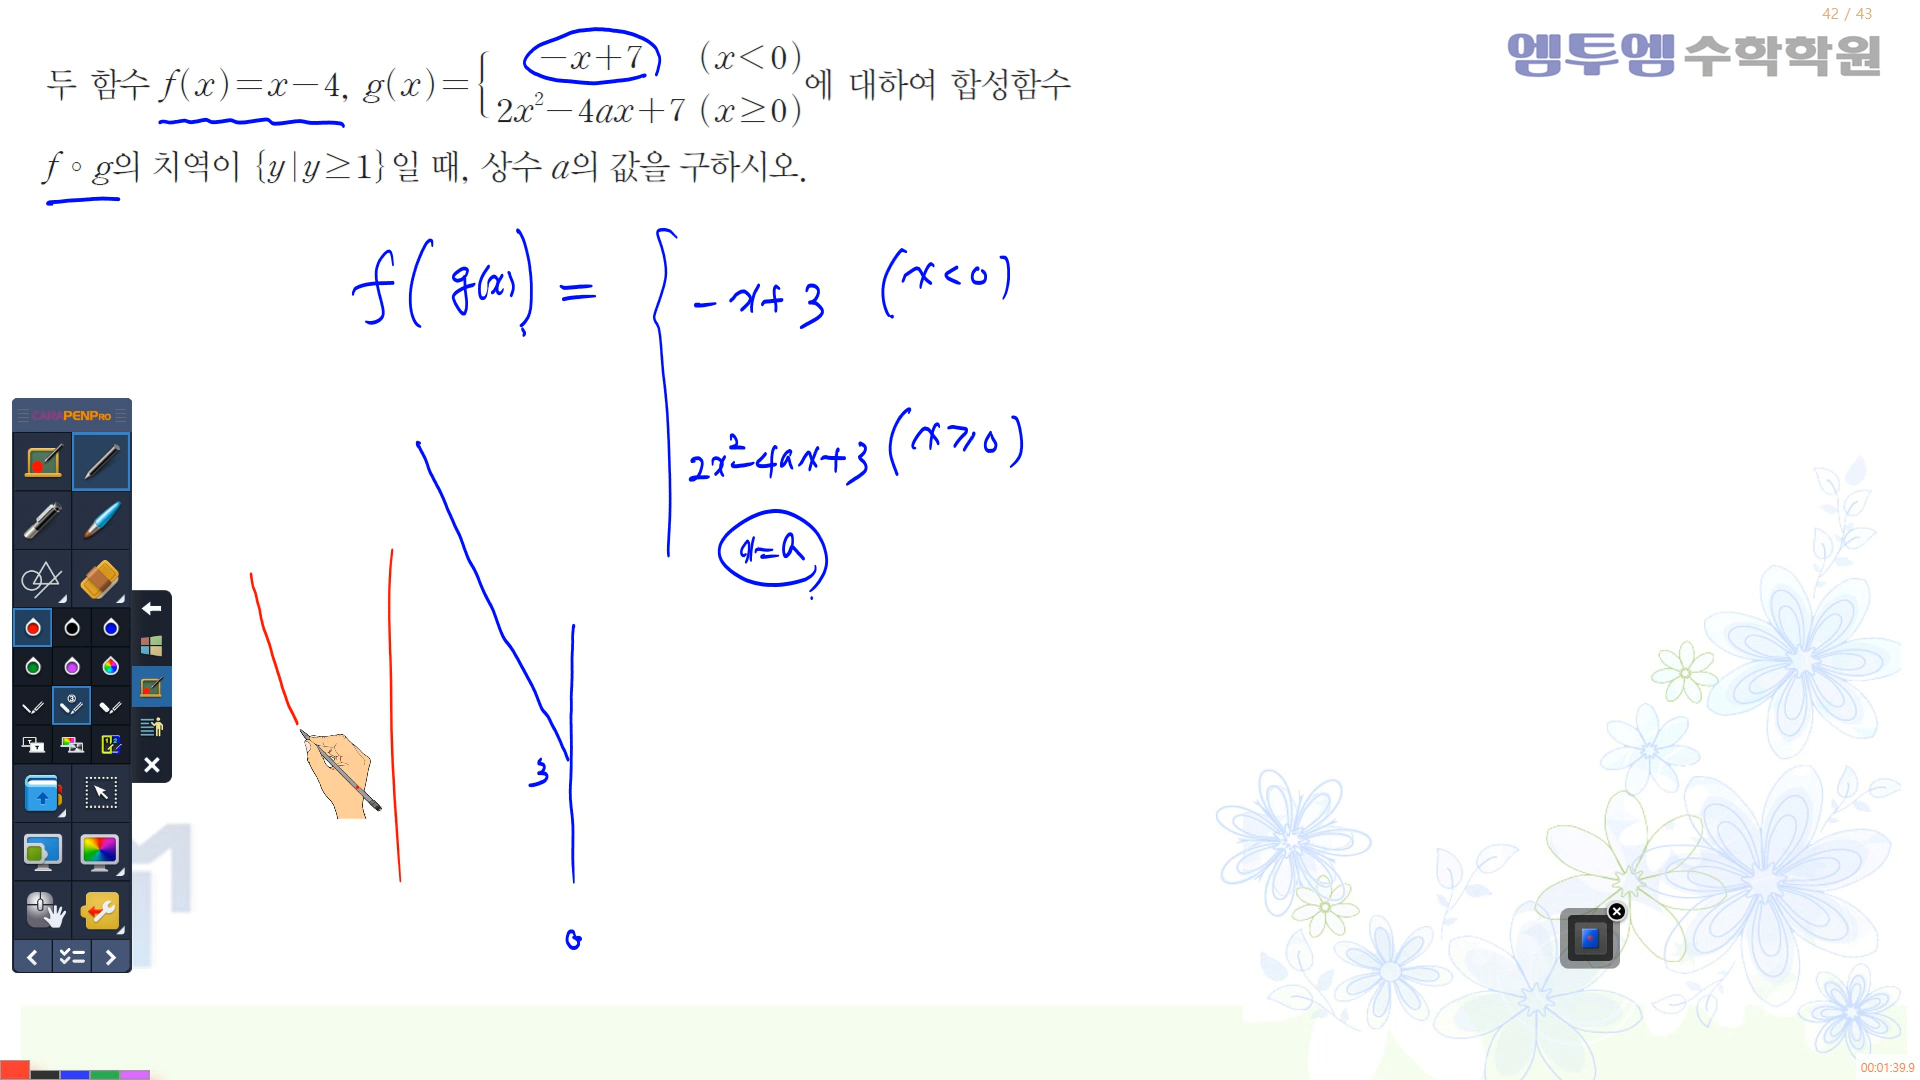 42 / 43
엠투엠수학학원
두 함수 f(x)=x-4, g(x)={ -x+7 (x<0)
2x²-4ax+7 (x≥0) 에 대하여 합성함수
f∘g의 치역이 {y|y≥1}일 때, 상수 a의 값을 구하시오.
f(g(x)) = { -x+3 (x<0)
2x²-4ax+3 (x≥0)
x=a
3
0
CARAPENPRO
00:01:39.9